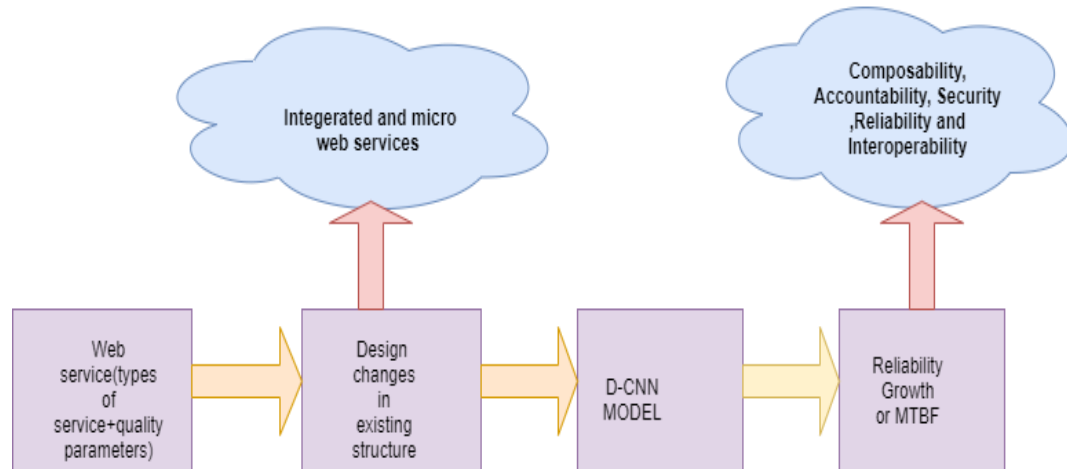 Integerated and micro
web services
Composability,
Accountability, Security
,Reliability and
Interoperability
Web
service(types
of
service+quality
parameters)
Design
changes
in
existing
structure
D-CNN
MODEL
Reliability
Growth
or MTBF